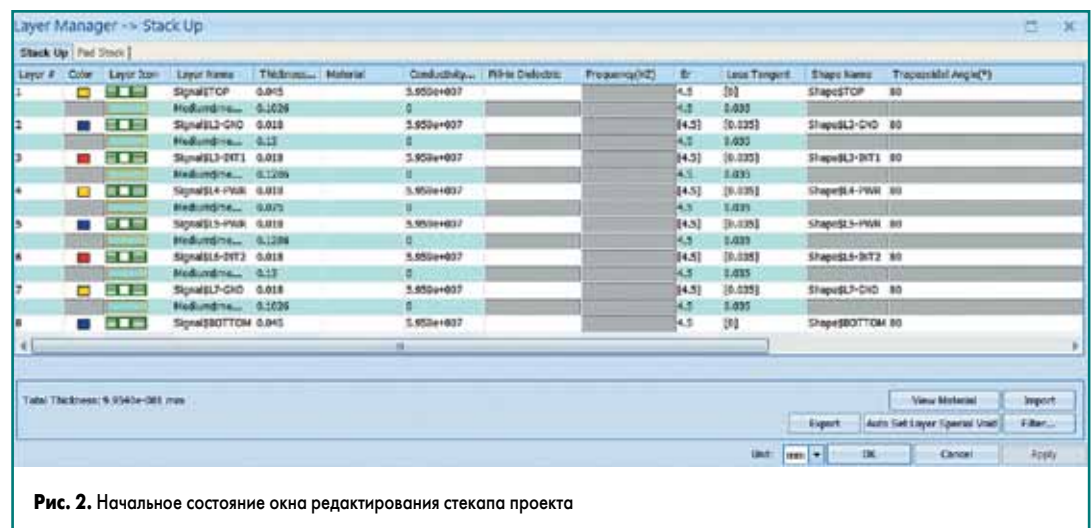 Layer Manager -> Stack Up
Stack Up Pad Stock
Layer # Color Layer Icon Layer Name Thickness... Material Conductivity... Fill-in Dielectric Frequency(HZ) Er Loss Tangent Shape Name Trapezoidal Angle(°)
1 Signal$TOP 0.045 5.959e+007 4.5 [0] Shape$TOP 80
Medium$me... 0.1026 0 4.5 0.035
2 Signal$L2-GND 0.018 5.959e+007 [4.5] [0.035] Shape$L2-GND 80
Medium$me... 0.13 0 4.5 0.035
3 Signal$L3-INT1 0.018 5.959e+007 [4.5] [0.035] Shape$L3-INT1 80
Medium$me... 0.1286 0 4.5 0.035
4 Signal$L4-PWR 0.018 5.959e+007 [4.5] [0.035] Shape$L4-PWR 80
Medium$me... 0.075 0 4.5 0.035
5 Signal$L5-PWR 0.018 5.959e+007 [4.5] [0.035] Shape$L5-PWR 80
Medium$me... 0.1286 0 4.5 0.035
6 Signal$L6-INT2 0.018 5.959e+007 [4.5] [0.035] Shape$L6-INT2 80
Medium$me... 0.13 0 4.5 0.035
7 Signal$L7-GND 0.018 5.959e+007 [4.5] [0.035] Shape$L7-GND 80
Medium$me... 0.1026 0 4.5 0.035
8 Signal$BOTTOM 0.045 5.959e+007 4.5 [0] Shape$BOTTOM 80
Total Thickness: mm
View Material Import
Export Auto Set Layer Special Void Filter...
Unit: mm OK Cancel Apply
Рис. 2. Начальное состояние окна редактирования стекапа проекта